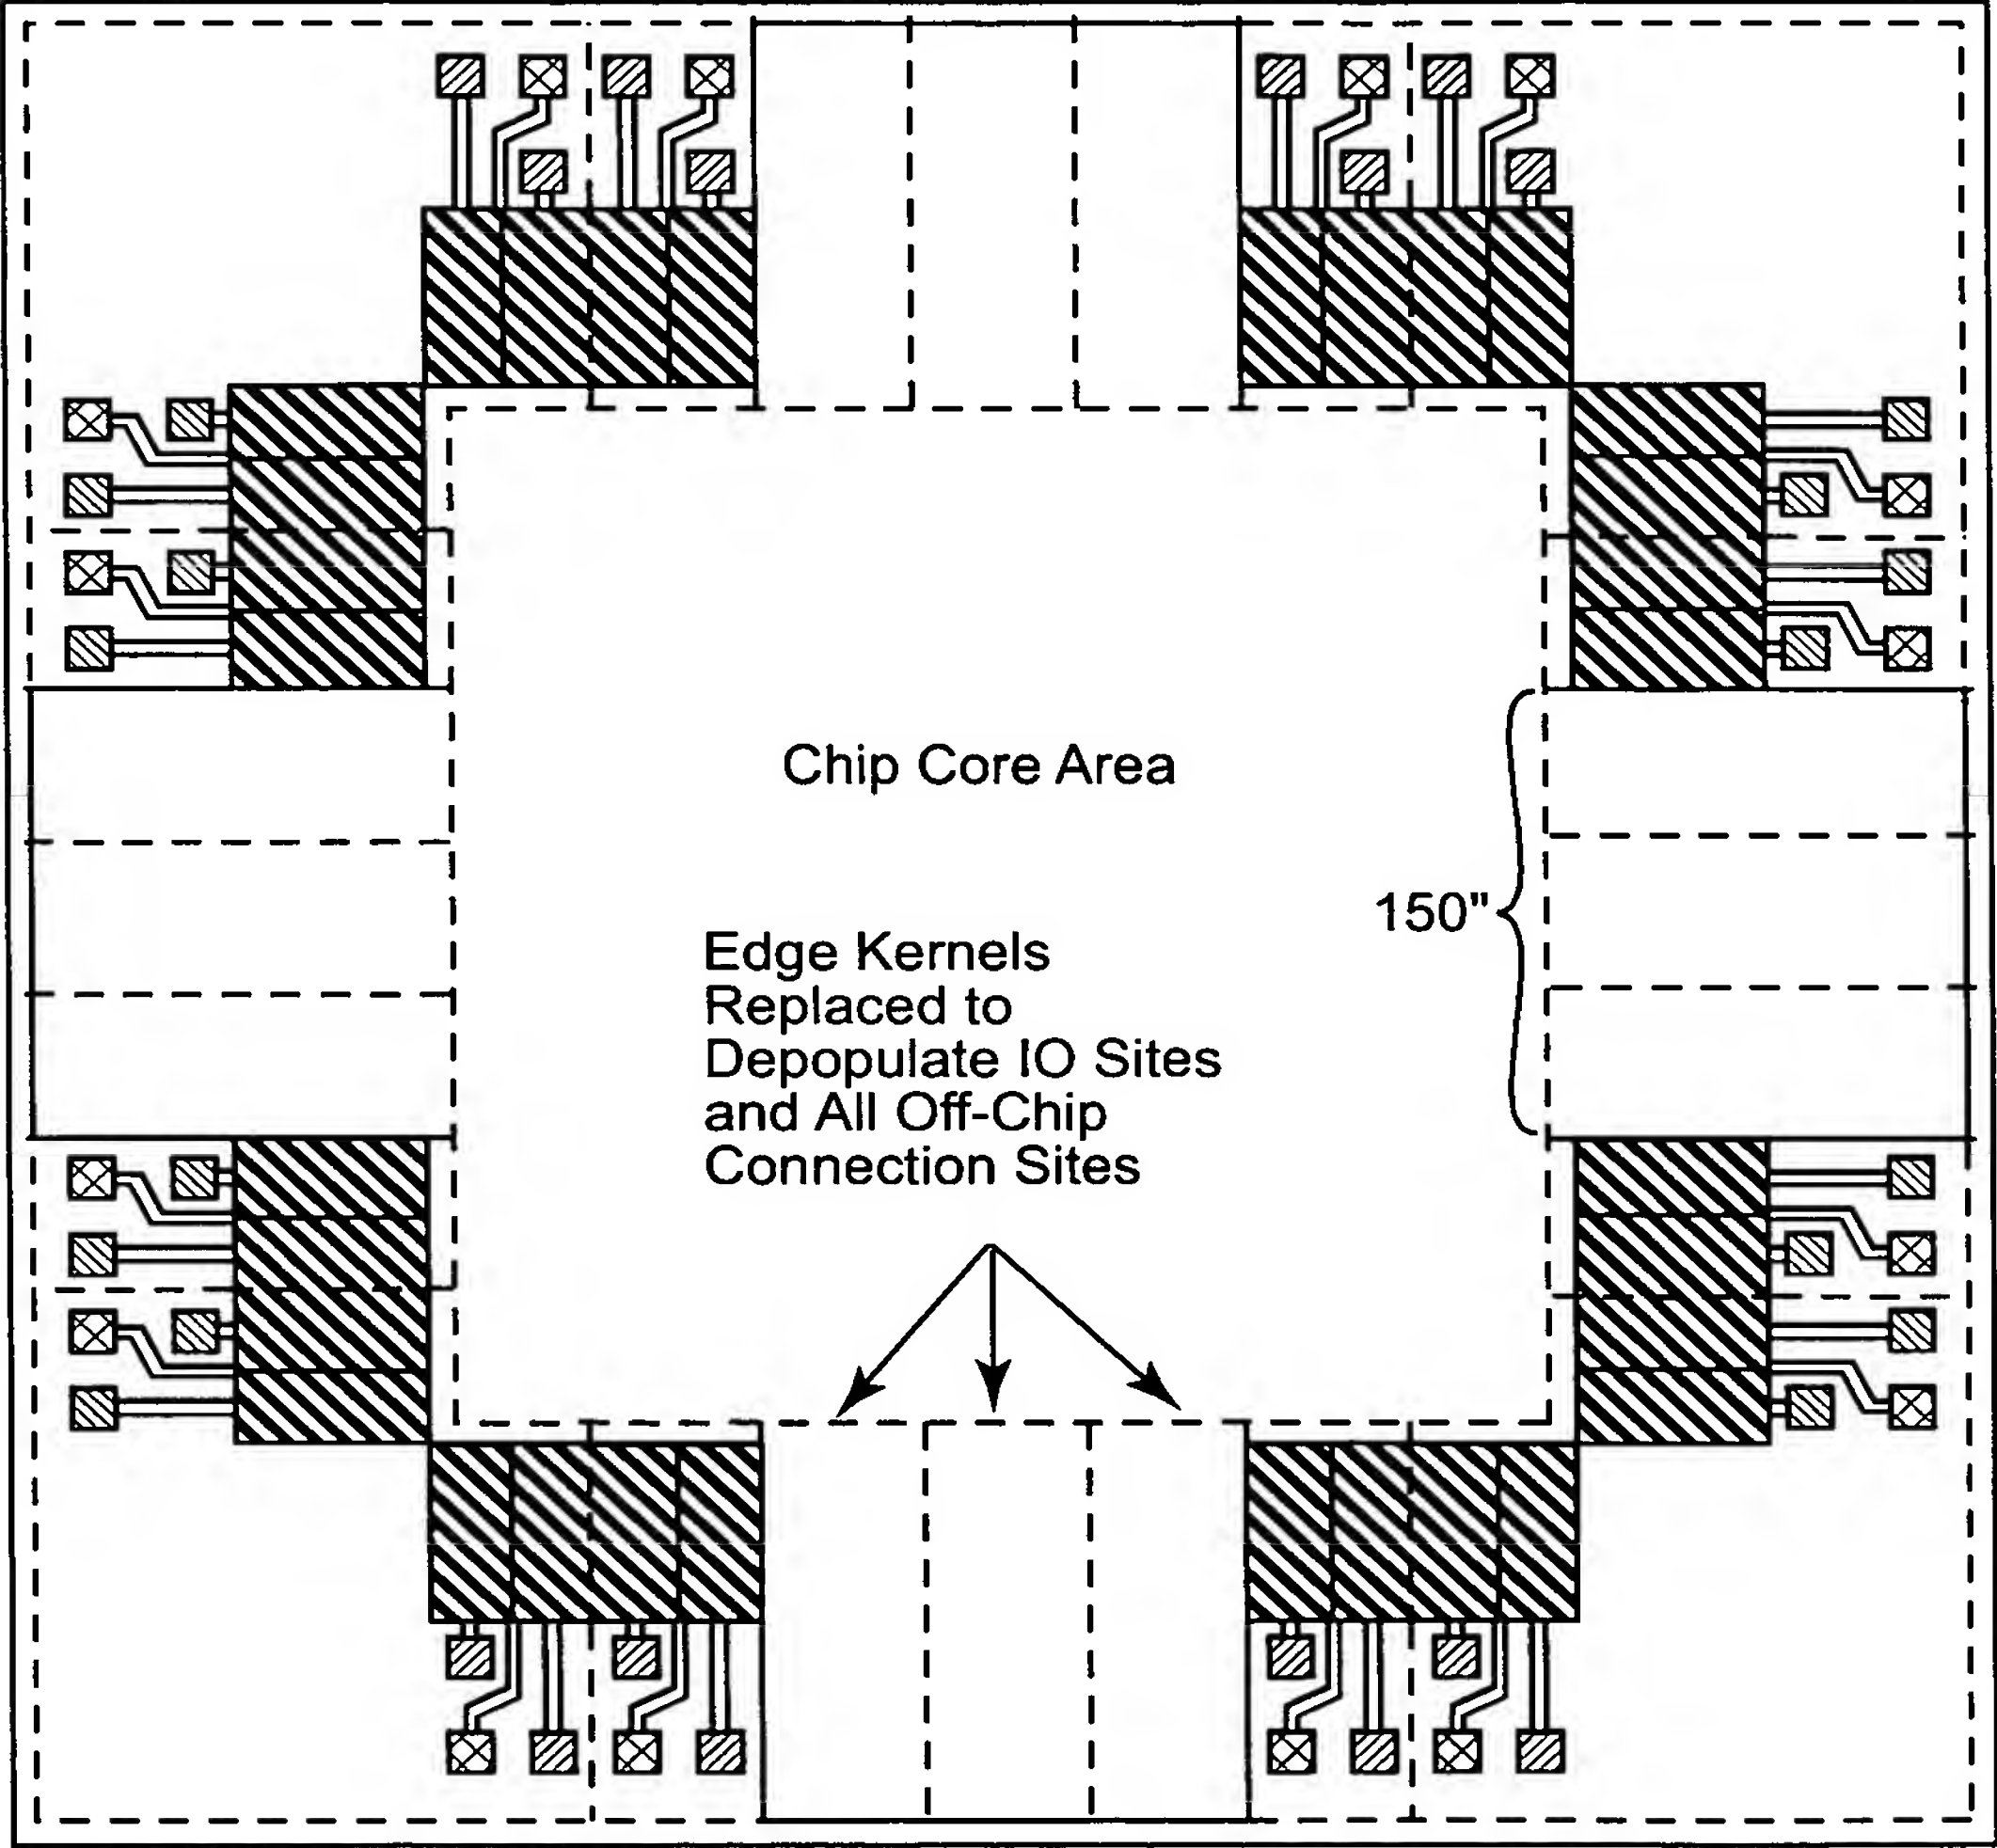 Chip Core Area
150"
Edge Kernels
Replaced to
Depopulate IO Sites
and All Off-Chip
Connection Sites